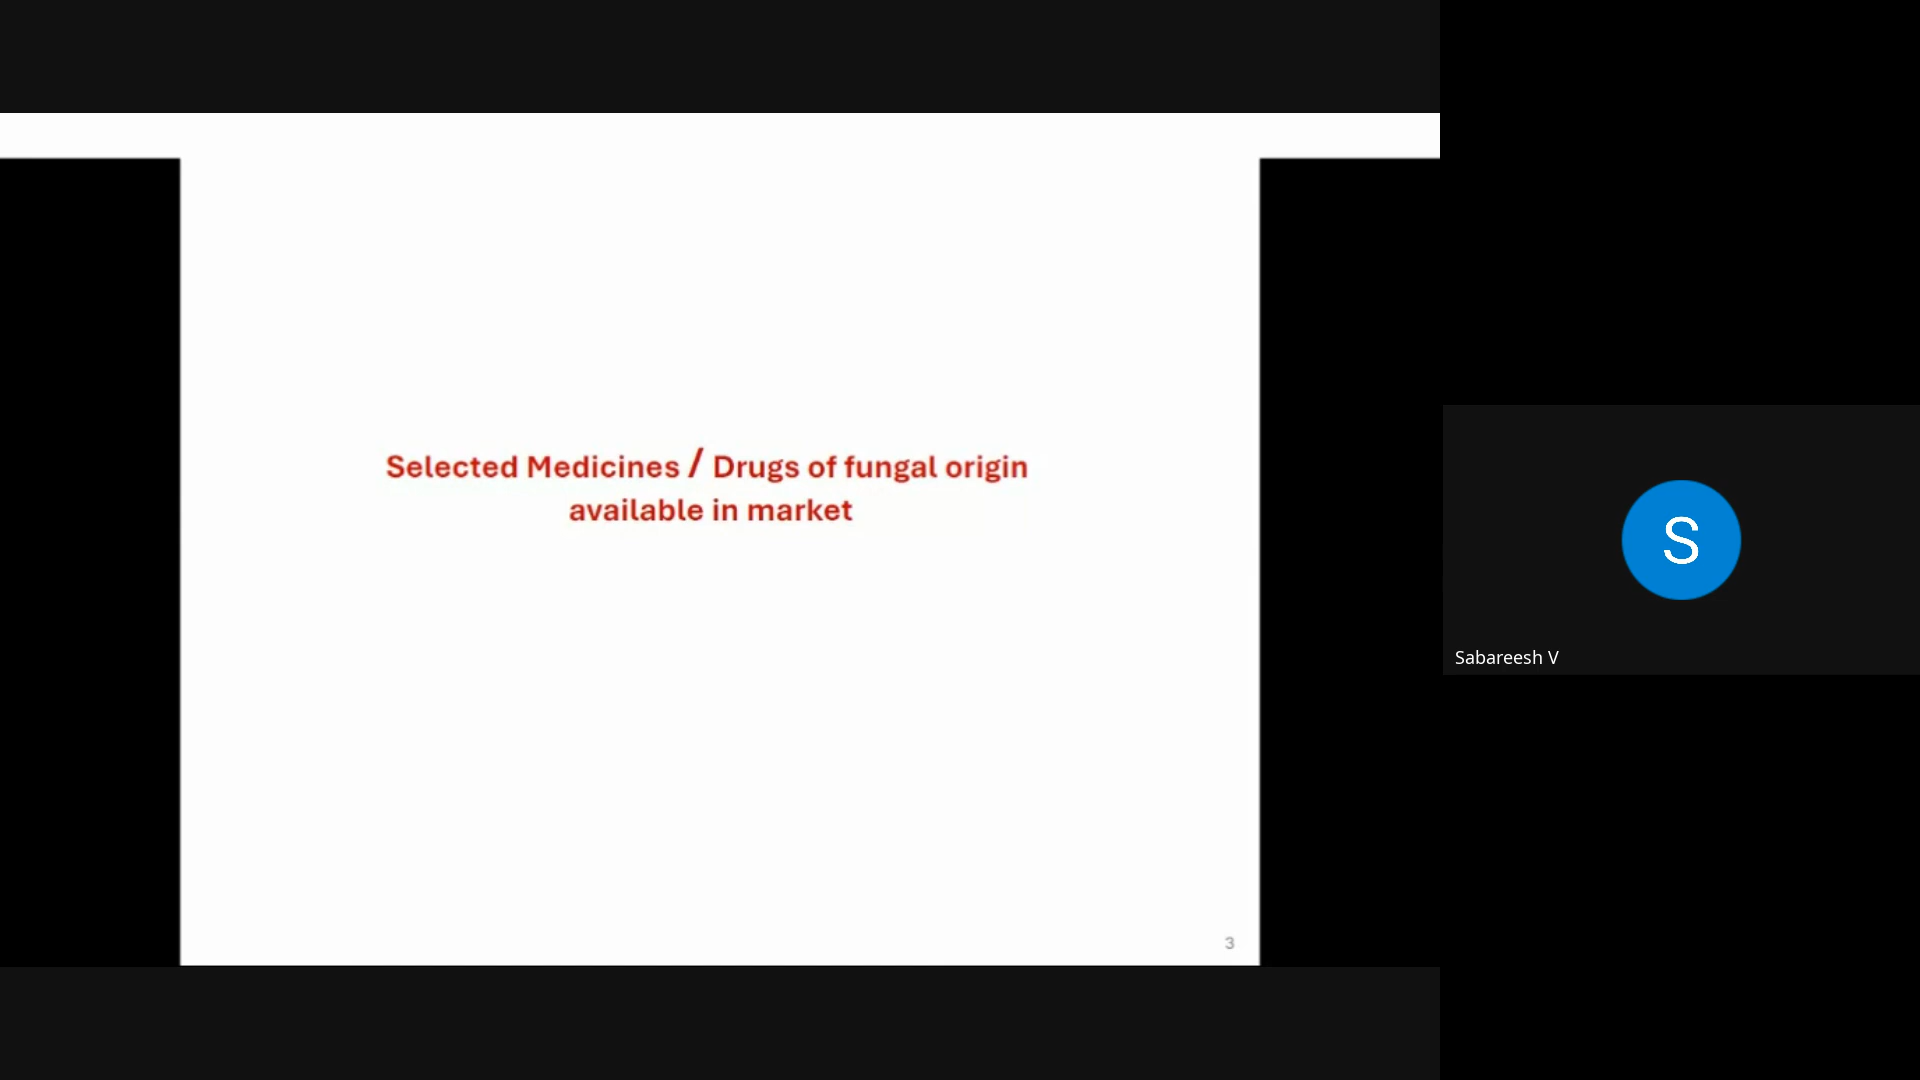 Selected Medicines / Drugs of fungal origin
available in market
3
S
Sabareesh V